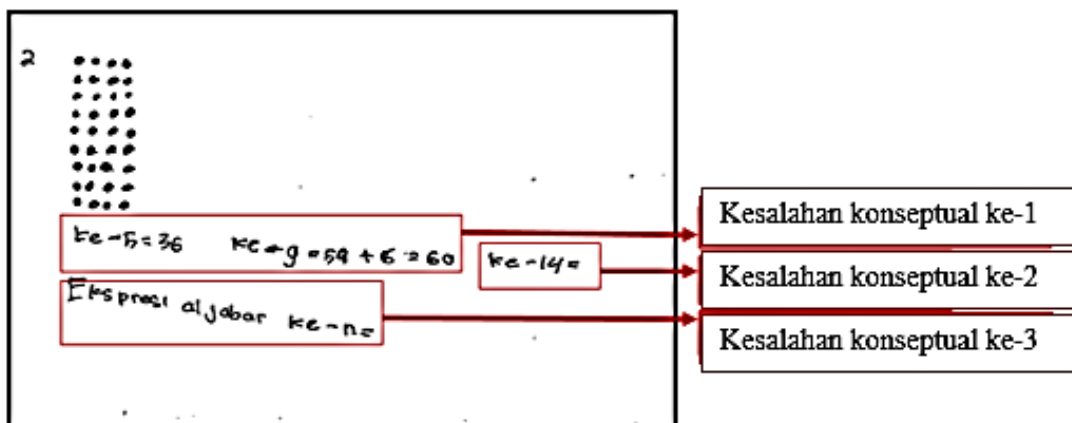 2
ke-5=36 ke-9=54+6=60
ke-14=
Ekspresi aljabar ke-n=
Kesalahan konseptual ke-1
Kesalahan konseptual ke-2
Kesalahan konseptual ke-3